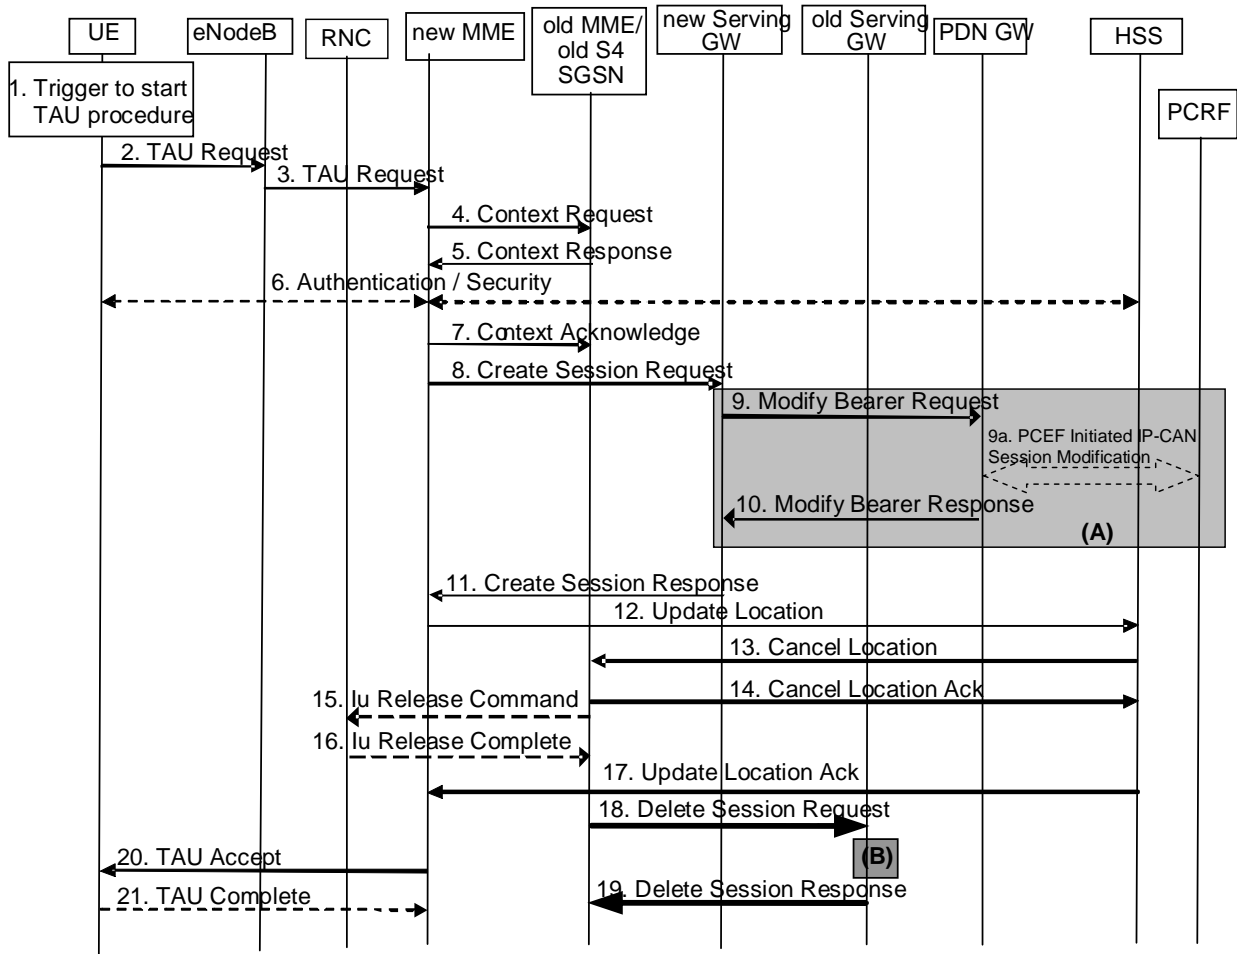 UE
eNodeB
RNC
new MME
old MME/
old S4
SGSN
new Serving
GW
old Serving
GW
PDN GW
HSS
PCRF
1. Trigger to start
TAU procedure
2. TAU Request
3. TAU Request
4. Context Request
5. Context Response
6. Authentication / Security
7. Context Acknowledge
8. Create Session Request
9. Modify Bearer Request
9a. PCEF Initiated IP-CAN
Session Modification
10. Modify Bearer Response
(A)
11. Create Session Response
12. Update Location
13. Cancel Location
14. Cancel Location Ack
15. Iu Release Command
16. Iu Release Complete
17. Update Location Ack
18. Delete Session Request
(B)
19. Delete Session Response
20. TAU Accept
21. TAU Complete